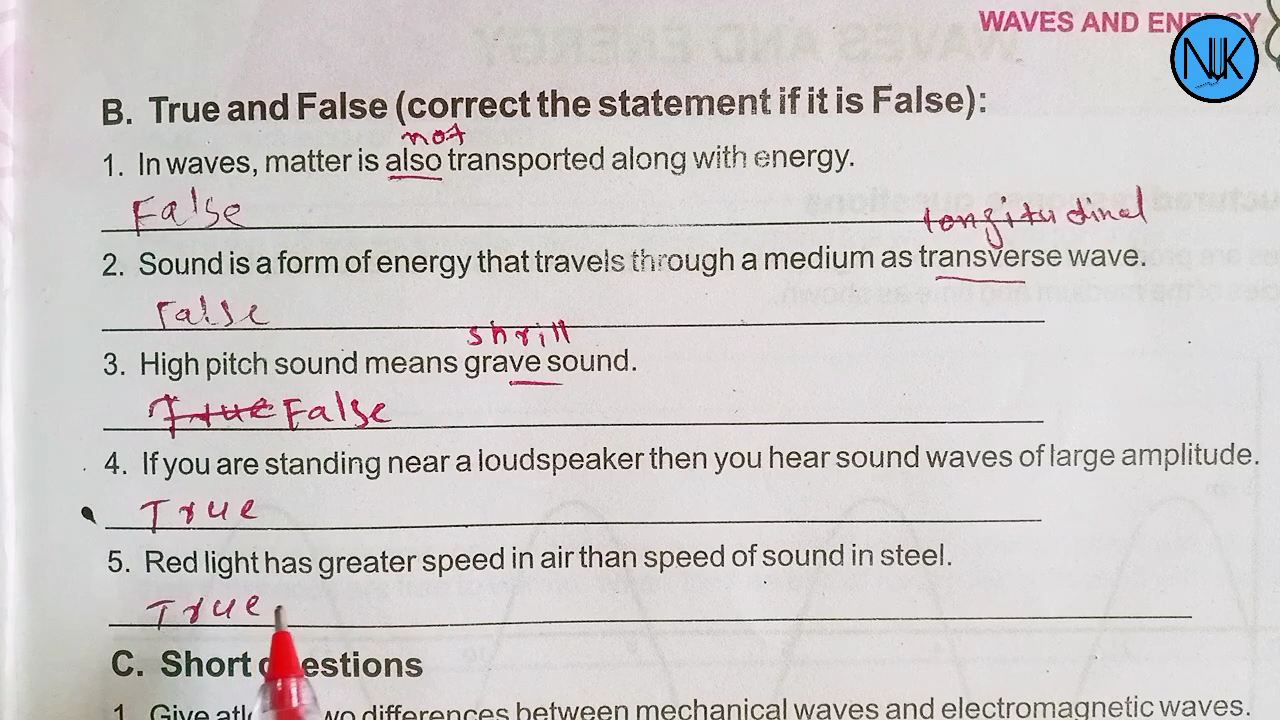 WAVES AND ENERGY
NK
B. True and False (correct the statement if it is False):
not
1. In waves, matter is also transported along with energy.
False
longitudinal
2. Sound is a form of energy that travels through a medium as transverse wave.
False
shrill
3. High pitch sound means grave sound.
True False
4. If you are standing near a loudspeaker then you hear sound waves of large amplitude.
True
5. Red light has greater speed in air than speed of sound in steel.
True
C. Short questions
1. Give differences between mechanical waves and electromagnetic waves.